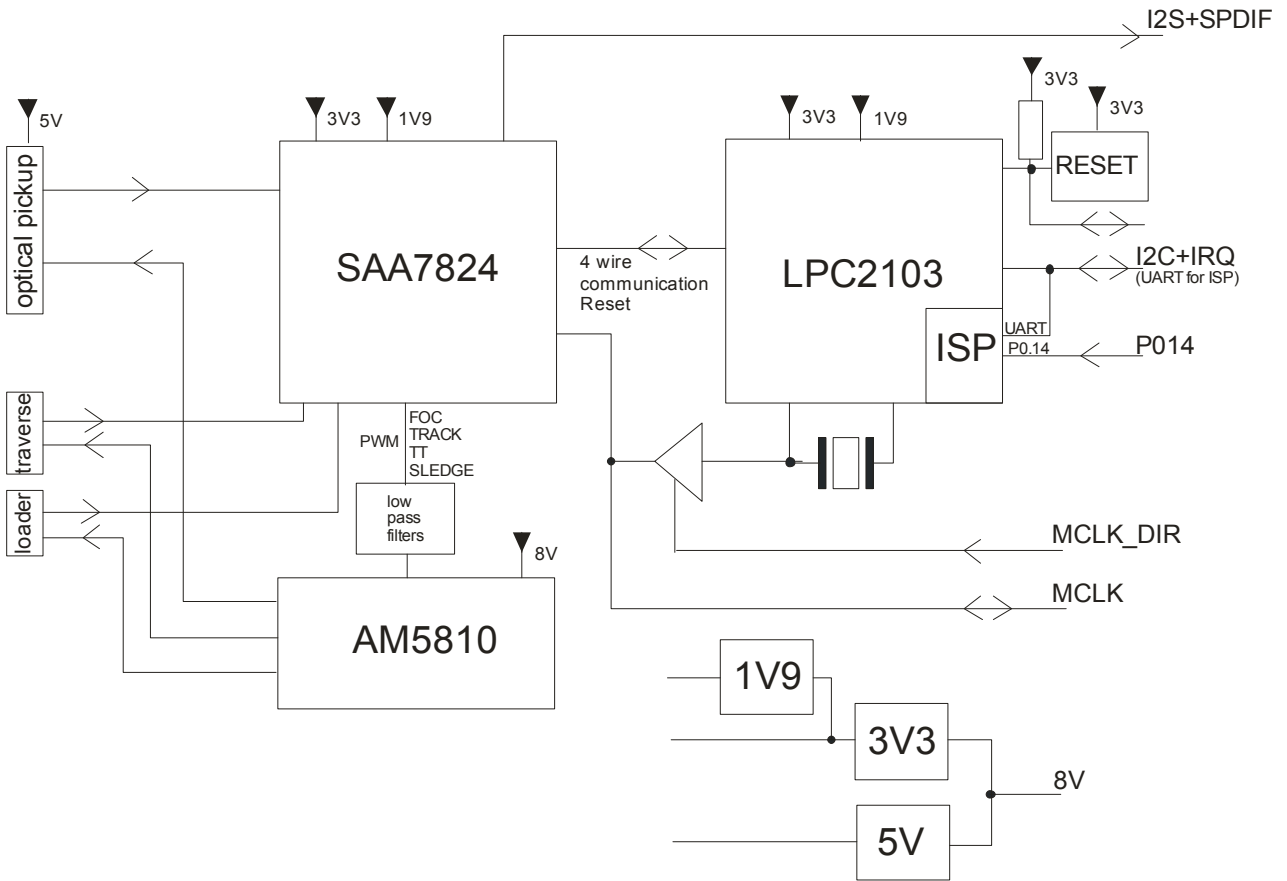 I2S+SPDIF
3V3
3V3
5V
3V3
1V9
3V3
1V9
optical pickup
RESET
SAA7824
LPC2103
4 wire
communication
Reset
I2C+IRQ
(UART for ISP)
ISP
UART
P0.14
P014
traverse
PWM
FOC
TRACK
TT
SLEDGE
loader
low
pass
filters
8V
MCLK_DIR
MCLK
AM5810
1V9
3V3
8V
5V